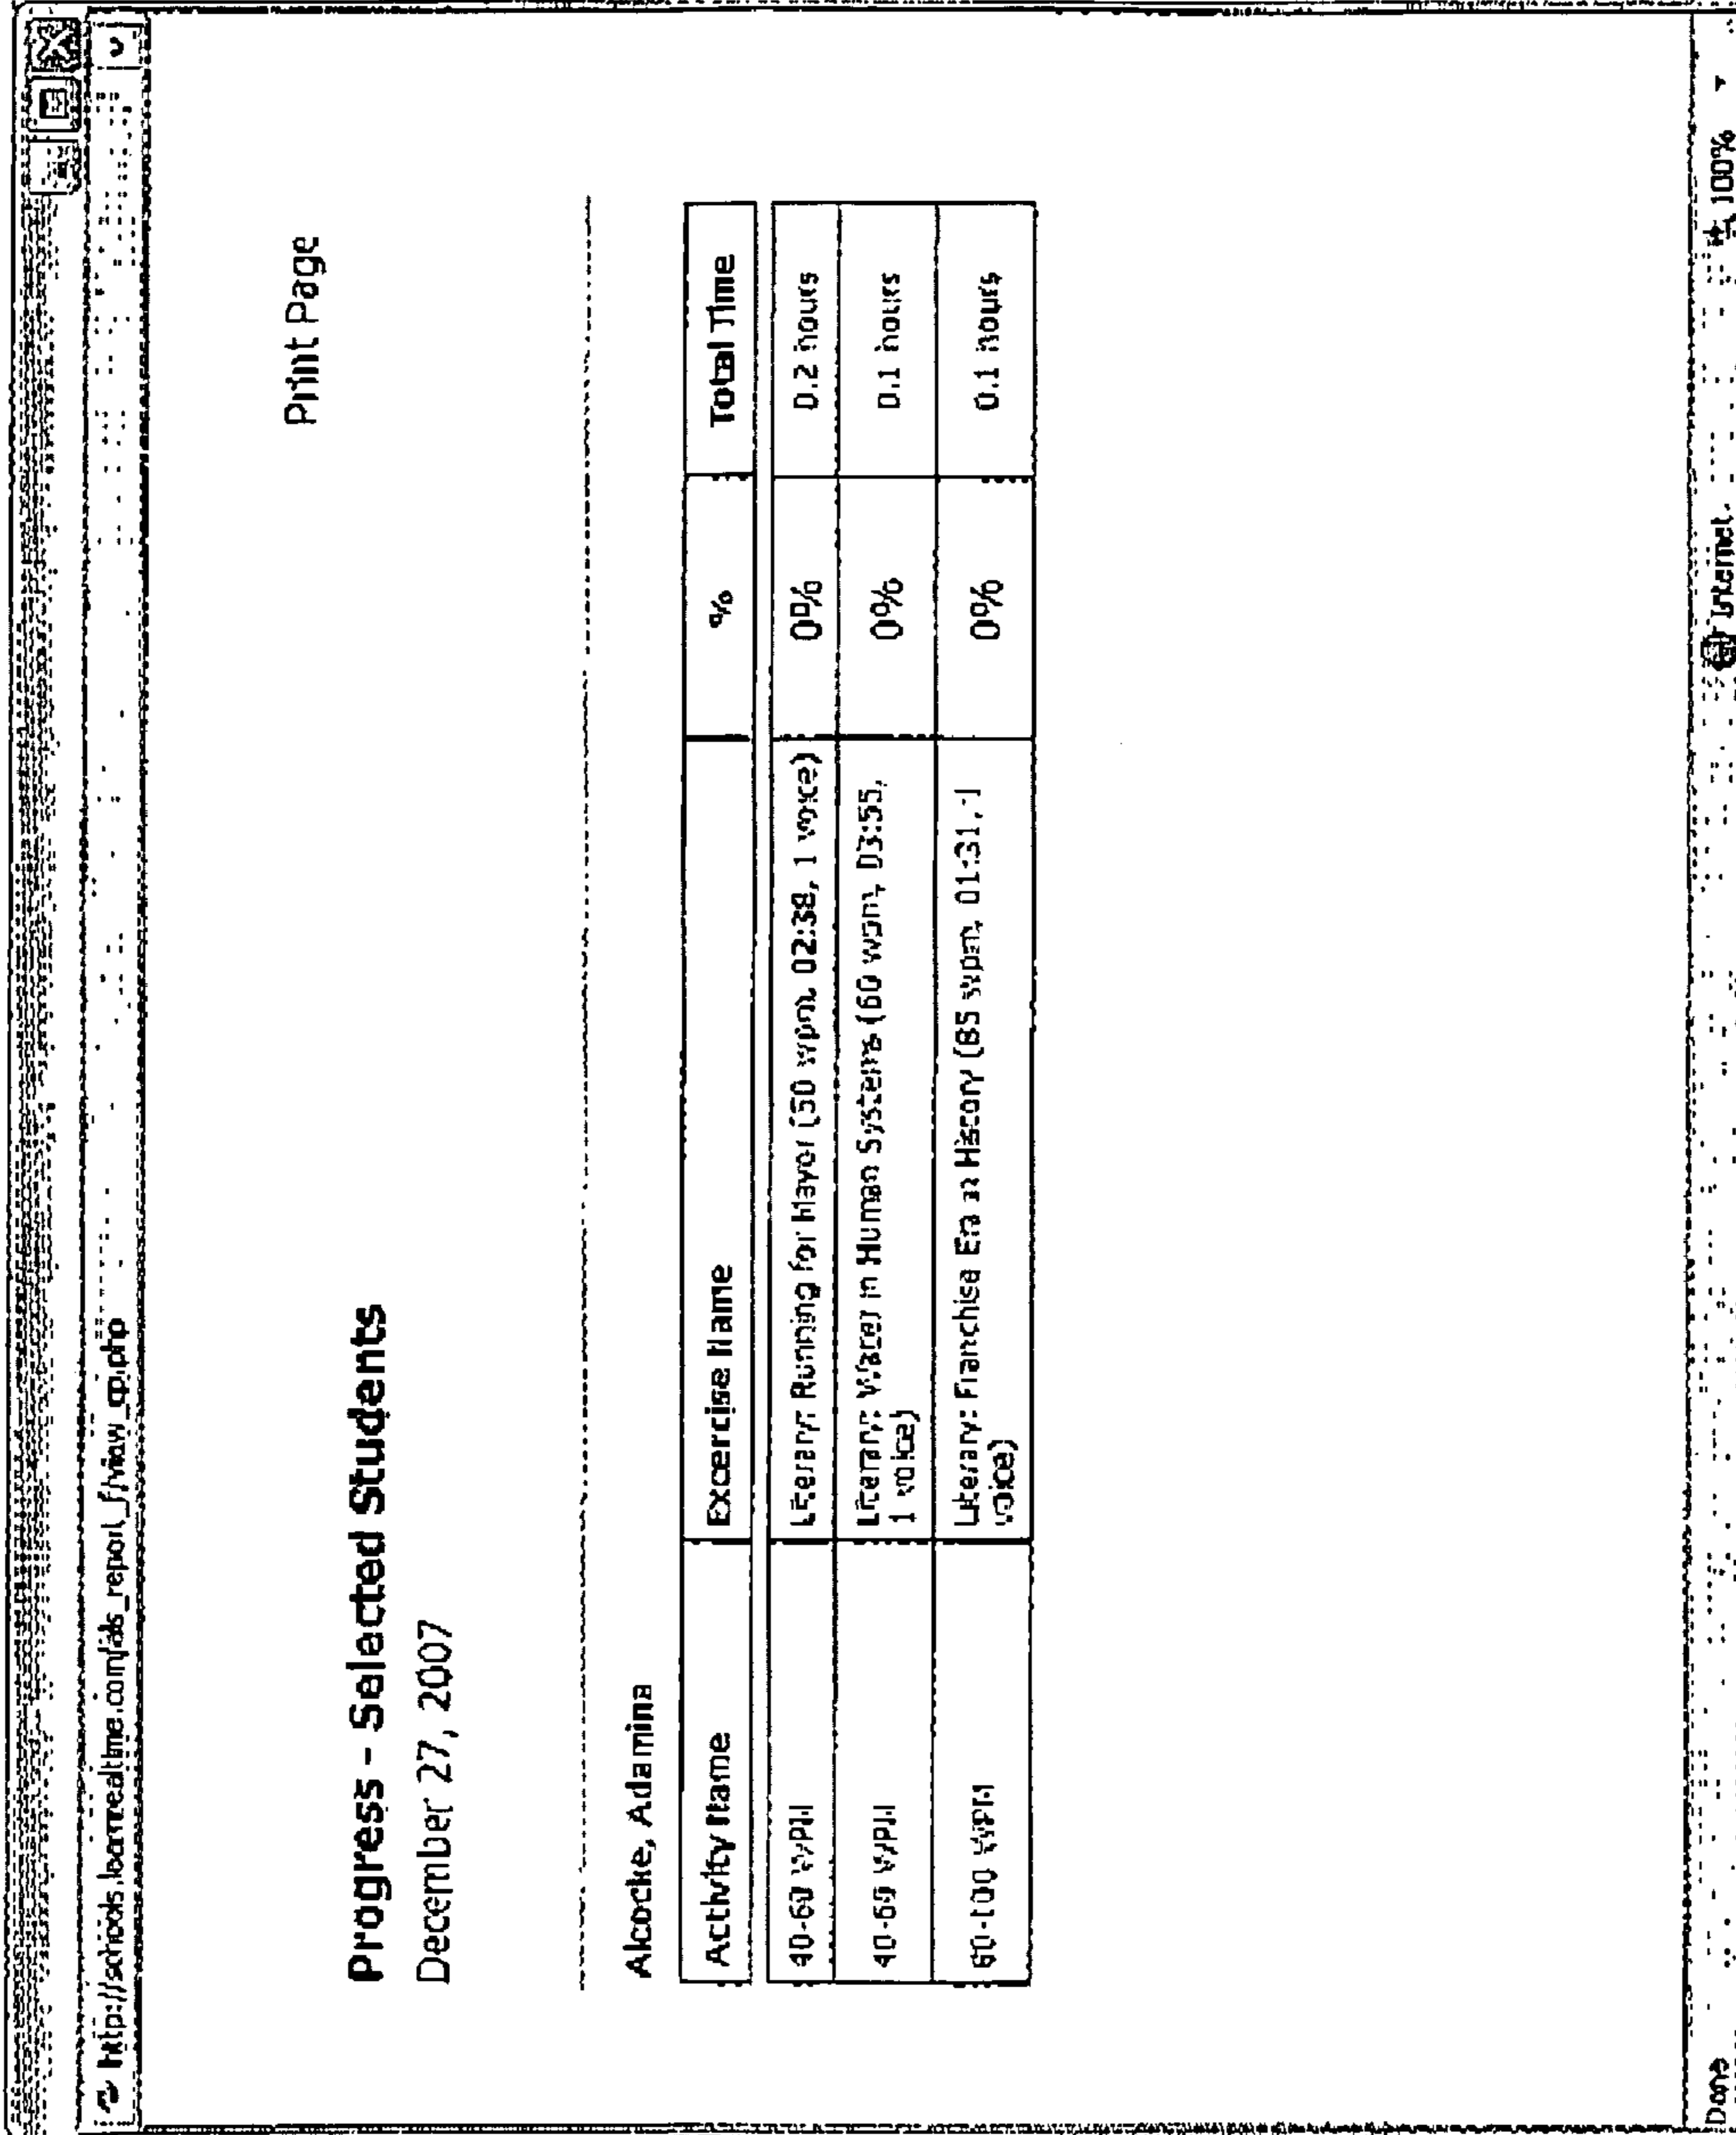 http://schools.learnrealtime.com/als_report_f/view_cp.php
Print Page
Progress - Selected Students
December 27, 2007
Alcocke, Adamina
Activity Name Excercise Name % Total Time
40-60 WPM Literary: Running for Mayor (50 wpm, 02:38, 1 voice) 0% 0.2 hours
40-60 WPM Literary: Water in Human Systems (60 wpm, 03:55, 0% 0.1 hours
1 voice)
60-100 WPM Literary: Franchise Era in History (85 wpm, 01:31, 1 0% 0.1 hours
voice)
Done Internet 100%